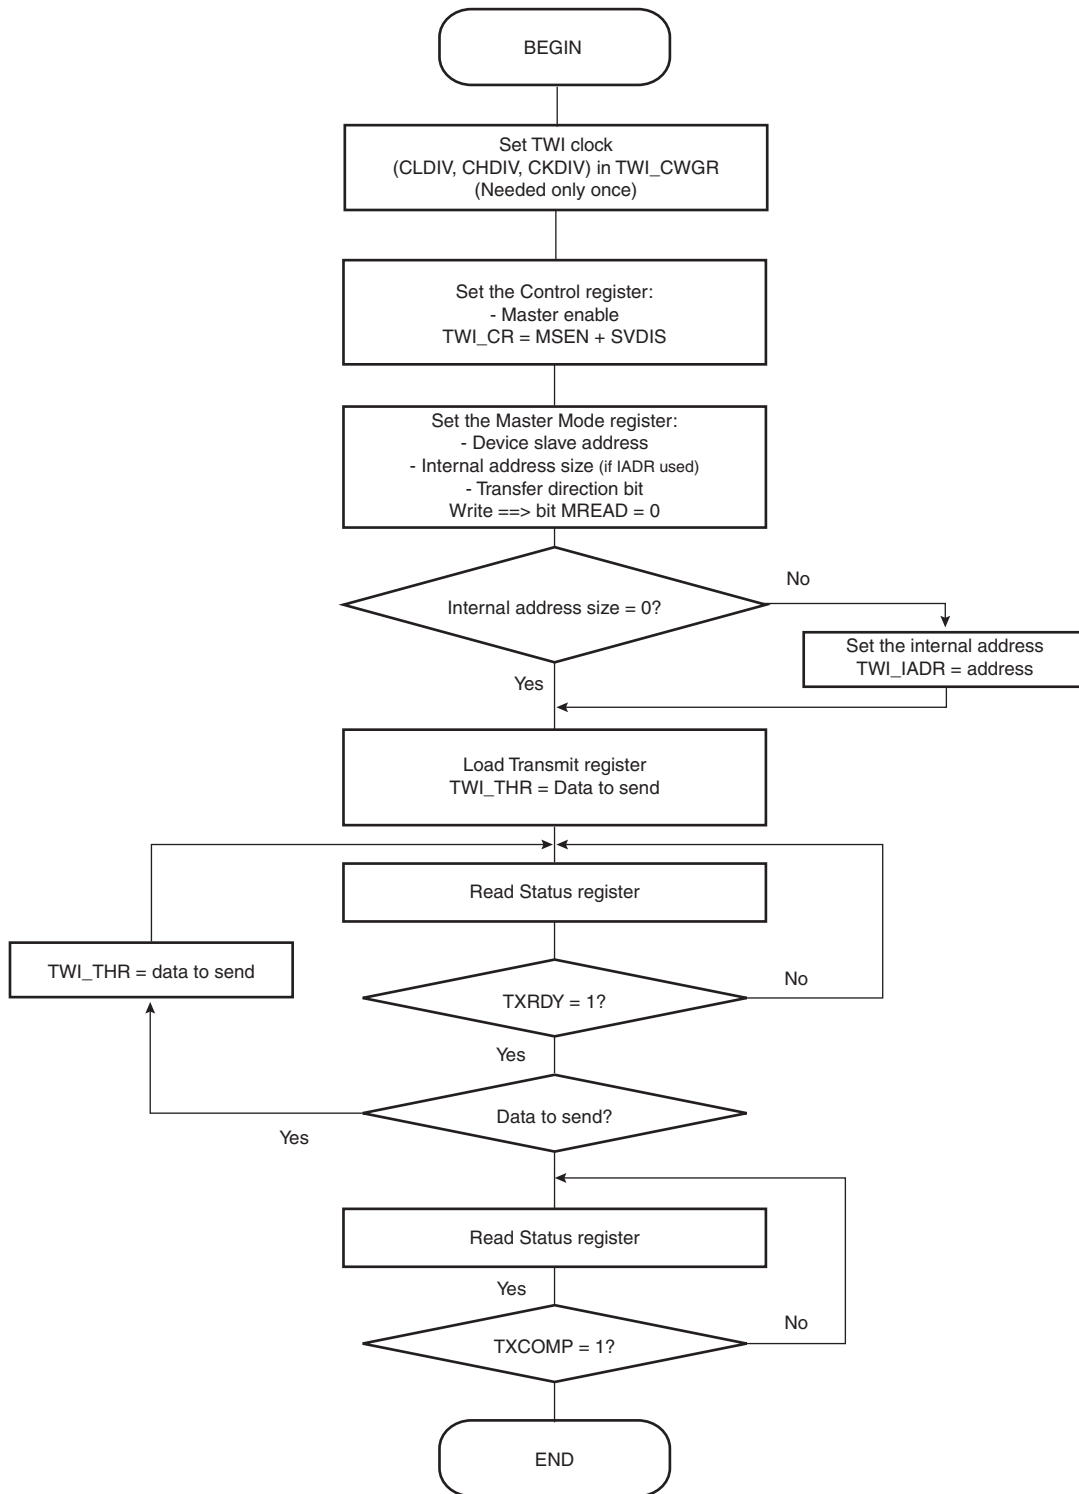 BEGIN
Set TWI clock
(CLDIV, CHDIV, CKDIV) in TWI_CWGR
(Needed only once)
Set the Control register:
- Master enable
TWI_CR = MSEN + SVDIS
Set the Master Mode register:
- Device slave address
- Internal address size (if IADR used)
- Transfer direction bit
Write ==> bit MREAD = 0
No
Internal address size = 0?
Set the internal address
TWI_IADR = address
Yes
Load Transmit register
TWI_THR = Data to send
Read Status register
TWI_THR = data to send
No
TXRDY = 1?
Yes
Data to send?
Yes
Read Status register
Yes
No
TXCOMP = 1?
END